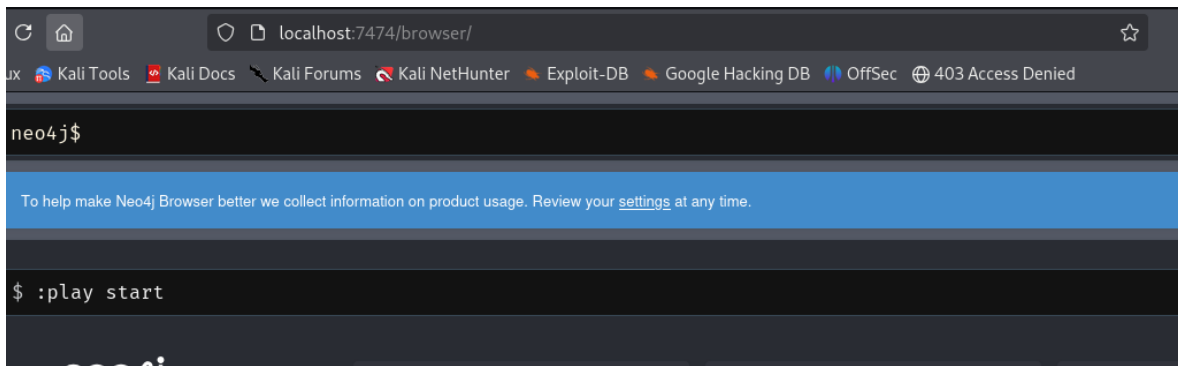 localhost:7474/browser/
ux Kali Tools Kali Docs Kali Forums Kali NetHunter Exploit-DB Google Hacking DB OffSec 403 Access Denied
neo4j$
To help make Neo4j Browser better we collect information on product usage. Review your settings at any time.
$ :play start